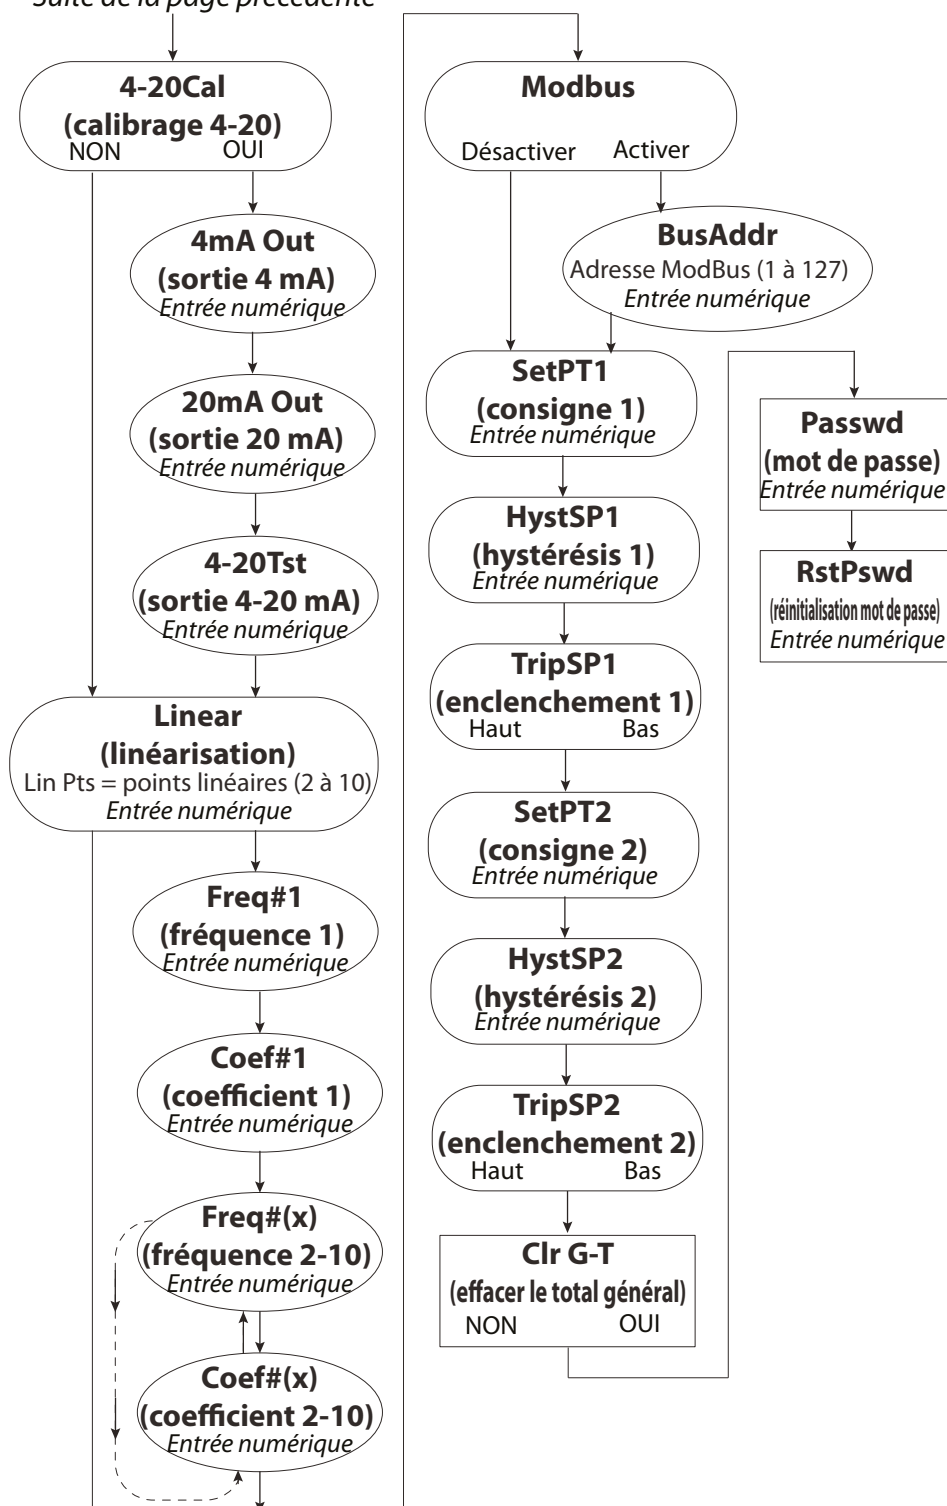 Suite de la page précédente
4-20Cal
(calibrage 4-20)
NON OUI
4mA Out
(sortie 4 mA)
Entrée numérique
20mA Out
(sortie 20 mA)
Entrée numérique
4-20Tst
(sortie 4-20 mA)
Entrée numérique
Linear
(linéarisation)
Lin Pts = points linéaires (2 à 10)
Entrée numérique
Freq#1
(fréquence 1)
Entrée numérique
Coef#1
(coefficient 1)
Entrée numérique
Freq#(x)
(fréquence 2-10)
Entrée numérique
Coef#(x)
(coefficient 2-10)
Entrée numérique
Modbus
Désactiver Activer
BusAddr
Adresse ModBus (1 à 127)
Entrée numérique
SetPT1
(consigne 1)
Entrée numérique
HystSP1
(hystérésis 1)
Entrée numérique
TripSP1
(enclenchement 1)
Haut Bas
SetPT2
(consigne 2)
Entrée numérique
HystSP2
(hystérésis 2)
Entrée numérique
TripSP2
(enclenchement 2)
Haut Bas
Clr G-T
(effacer le total général)
NON OUI
Passwd
(mot de passe)
Entrée numérique
RstPswd
(réinitialisation mot de passe)
Entrée numérique